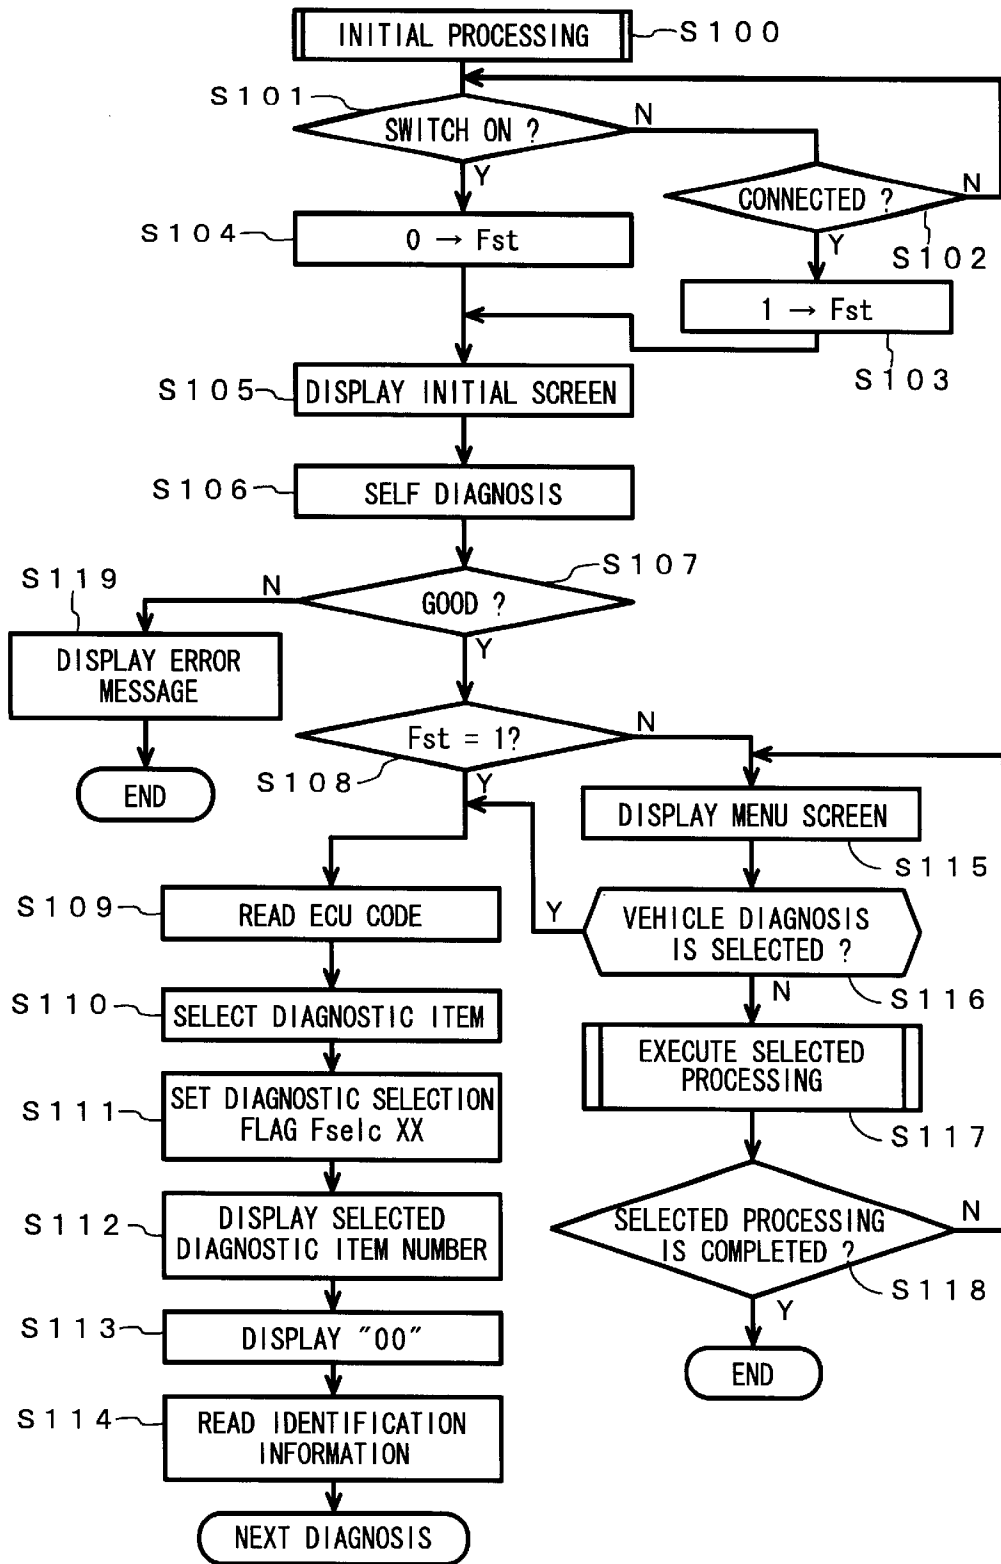 INITIAL PROCESSING
S100
S101
SWITCH ON ?
N
Y
CONNECTED ?
N
S102
Y
S104
0 → Fst
1 → Fst
S103
S105
DISPLAY INITIAL SCREEN
S106
SELF DIAGNOSIS
S107
GOOD ?
N
Y
S119
DISPLAY ERROR
MESSAGE
END
Fst = 1?
N
S108
Y
DISPLAY MENU SCREEN
S115
S109
READ ECU CODE
Y
VEHICLE DIAGNOSIS
IS SELECTED ?
S116
N
S110
SELECT DIAGNOSTIC ITEM
EXECUTE SELECTED
PROCESSING
S117
S111
SET DIAGNOSTIC SELECTION
FLAG Fselc XX
S112
DISPLAY SELECTED
DIAGNOSTIC ITEM NUMBER
SELECTED PROCESSING
IS COMPLETED ?
N
S118
Y
S113
DISPLAY "00"
END
S114
READ IDENTIFICATION
INFORMATION
NEXT DIAGNOSIS